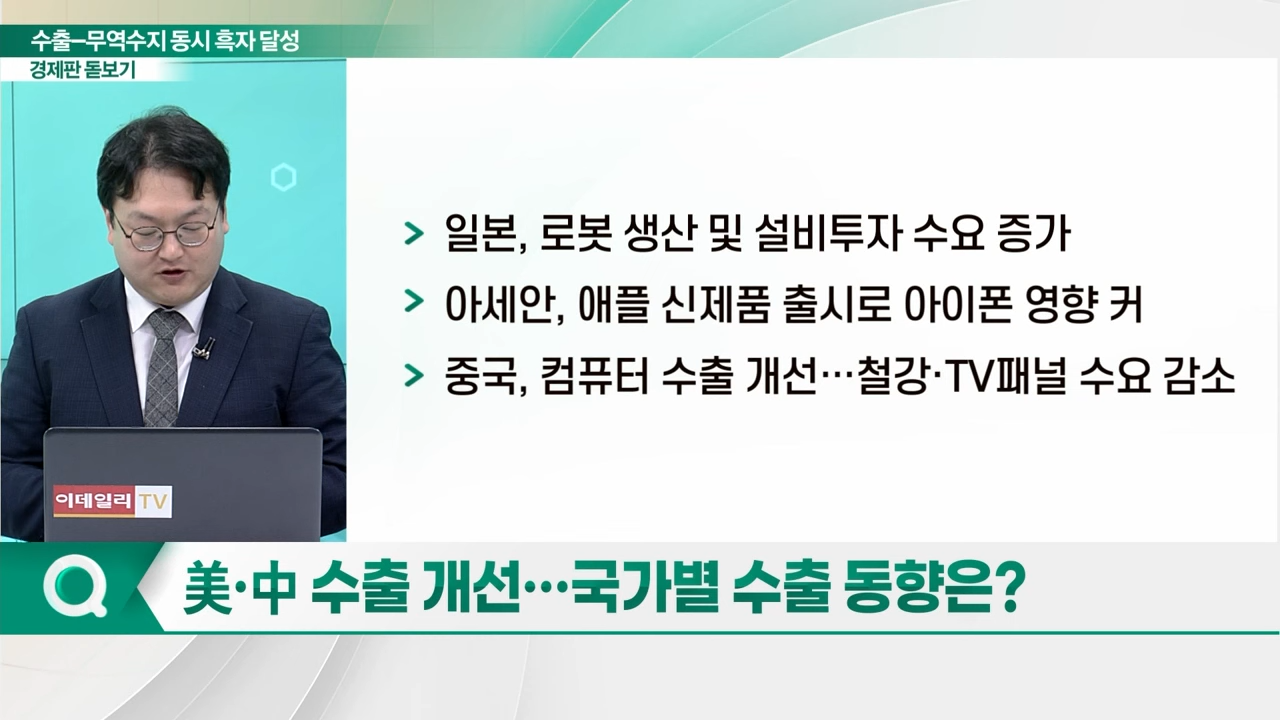 수출-무역수지 동시 흑자 달성
경제판 돋보기
> 일본, 로봇 생산 및 설비투자 수요 증가
> 아세안, 애플 신제품 출시로 아이폰 영향 커
> 중국, 컴퓨터 수출 개선…철강·TV패널 수요 감소
이데일리 TV
美·中 수출 개선…국가별 수출 동향은?